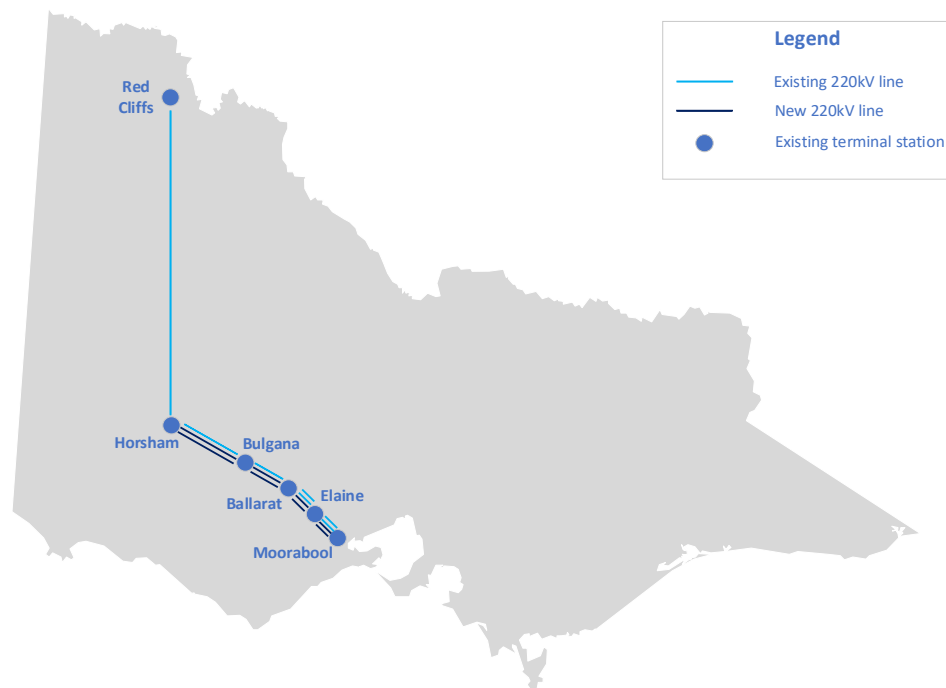 Legend
Existing 220kV line
New 220kV line
Existing terminal station
Red
Cliffs
Horsham
Bulgana
Ballarat
Elaine
Moorabool